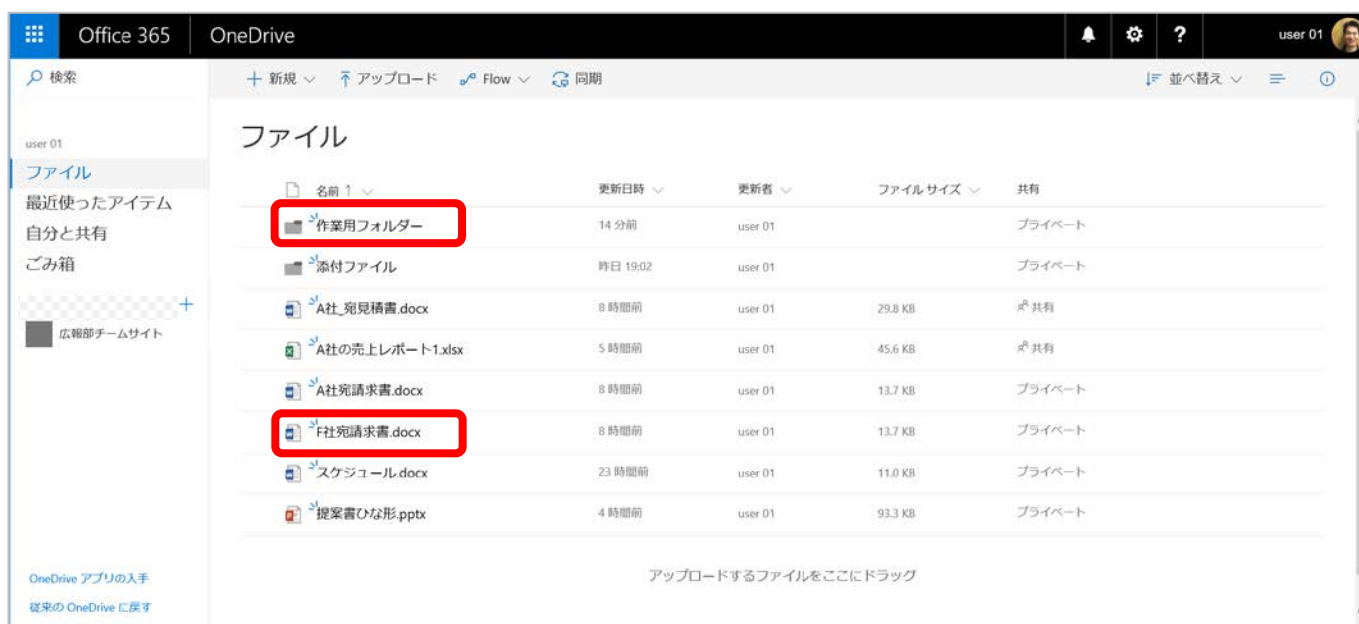 Office 365 OneDrive ? user 01
検索 + 新規 アップロード Flow 同期 並べ替え
user 01
ファイル
最近使ったアイテム
自分と共有
ごみ箱
+
広報部チームサイト
OneDrive アプリの入手
従来の OneDrive に戻す
ファイル
名前 ↑ 更新日時 更新者 ファイル サイズ 共有
作業用フォルダー 14 分前 user 01 プライベート
添付ファイル 昨日 19:02 user 01 プライベート
A社_宛見積書.docx 8 時間前 user 01 29.8 KB 共有
A社の売上レポート1.xlsx 5 時間前 user 01 45.6 KB 共有
A社宛請求書.docx 8 時間前 user 01 13.7 KB プライベート
F社宛請求書.docx 8 時間前 user 01 13.7 KB プライベート
スケジュール.docx 23 時間前 user 01 11.0 KB プライベート
提案書ひな形.pptx 4 時間前 user 01 93.3 KB プライベート
アップロードするファイルをここにドラッグ